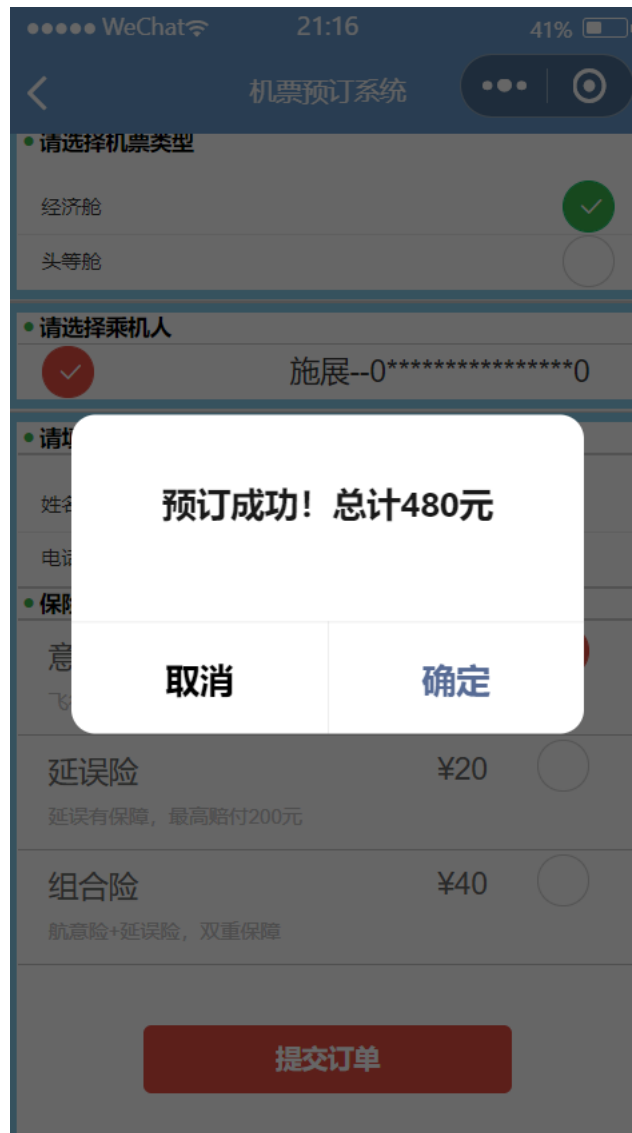 WeChat 21:16 41%
机票预订系统
请选择机票类型
经济舱
头等舱
请选择乘机人
施展--0****************0
预订成功！总计480元
取消 确定
延误险 ¥20
延误有保障，最高赔付200元
组合险 ¥40
航意险+延误险，双重保障
提交订单